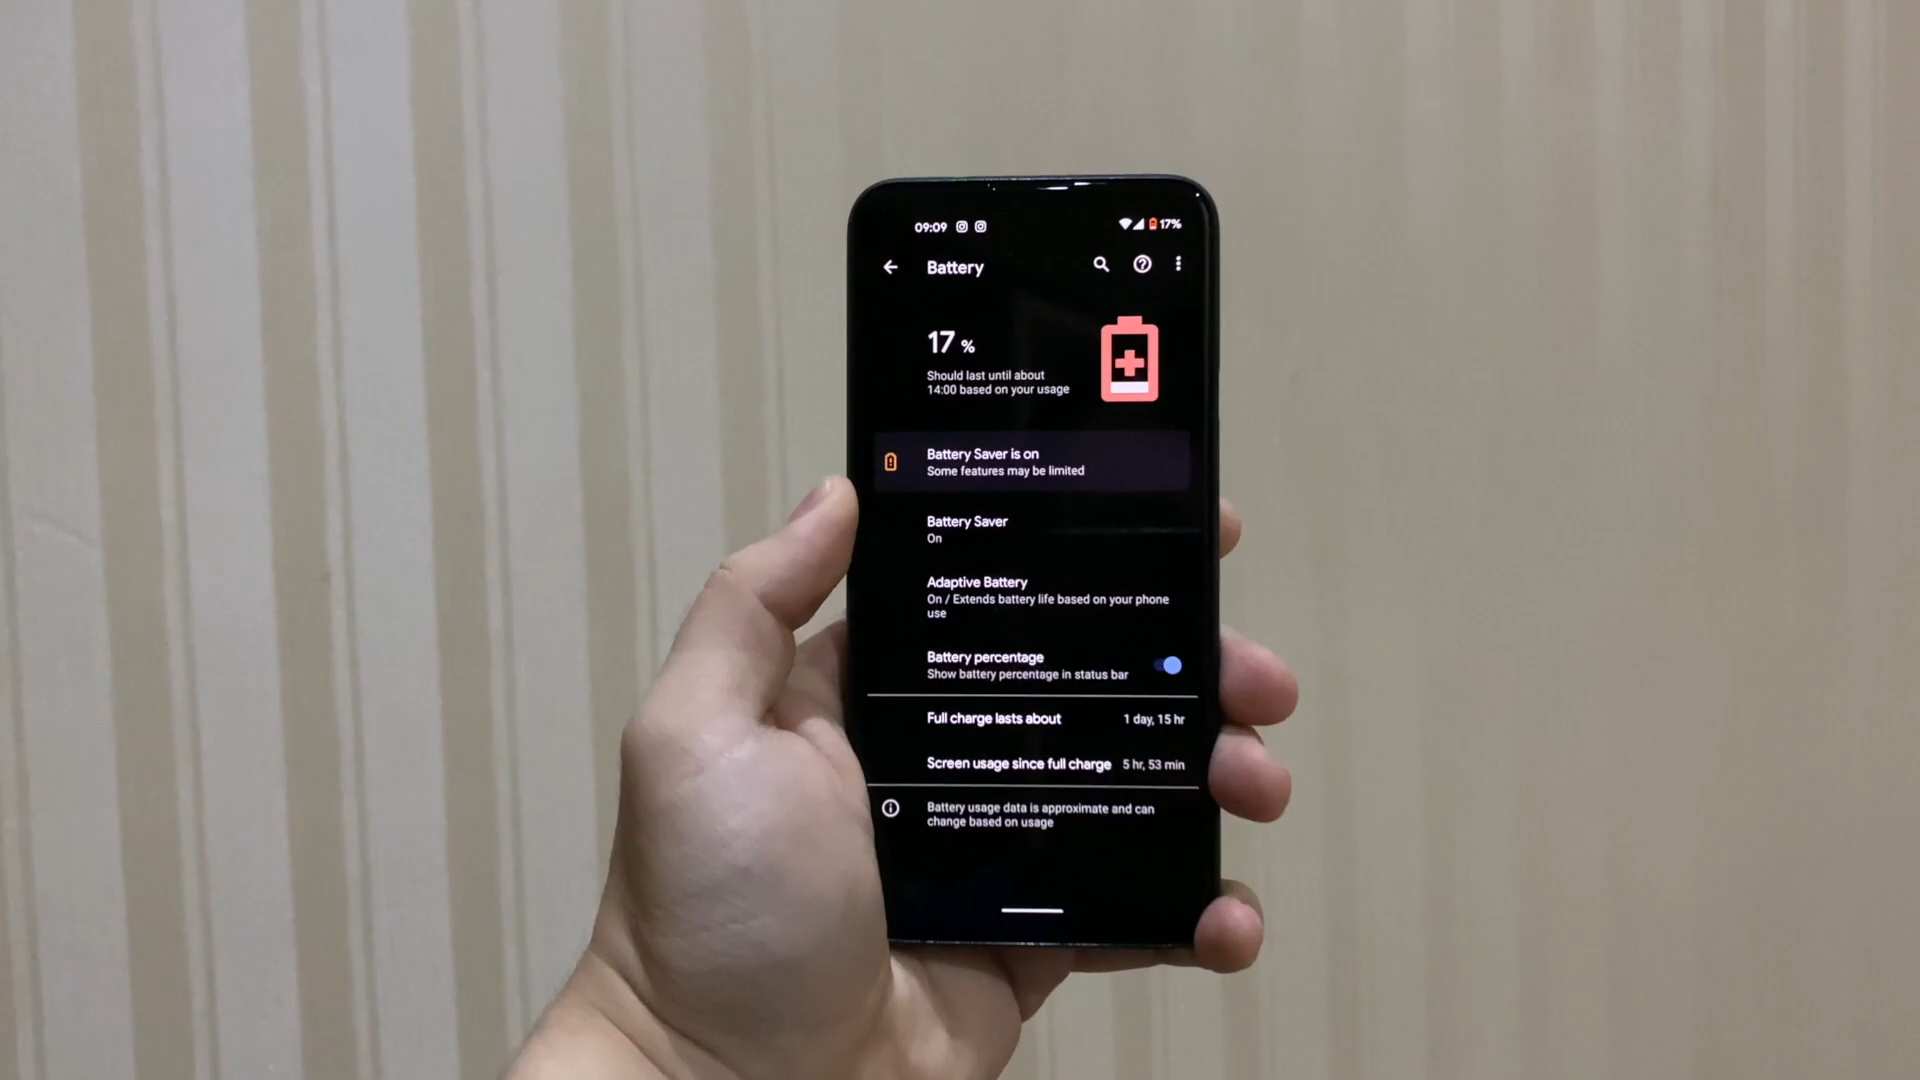 09:09 17%
Battery
17 %
Should last until about
14:00 based on your usage
Battery Saver is on
Some features may be limited
Battery Saver
On
Adaptive Battery
On / Extends battery life based on your phone
use
Battery percentage
Show battery percentage in status bar
Full charge lasts about 1 day, 15 hr
Screen usage since full charge 5 hr, 53 min
Battery usage data is approximate and can
change based on usage